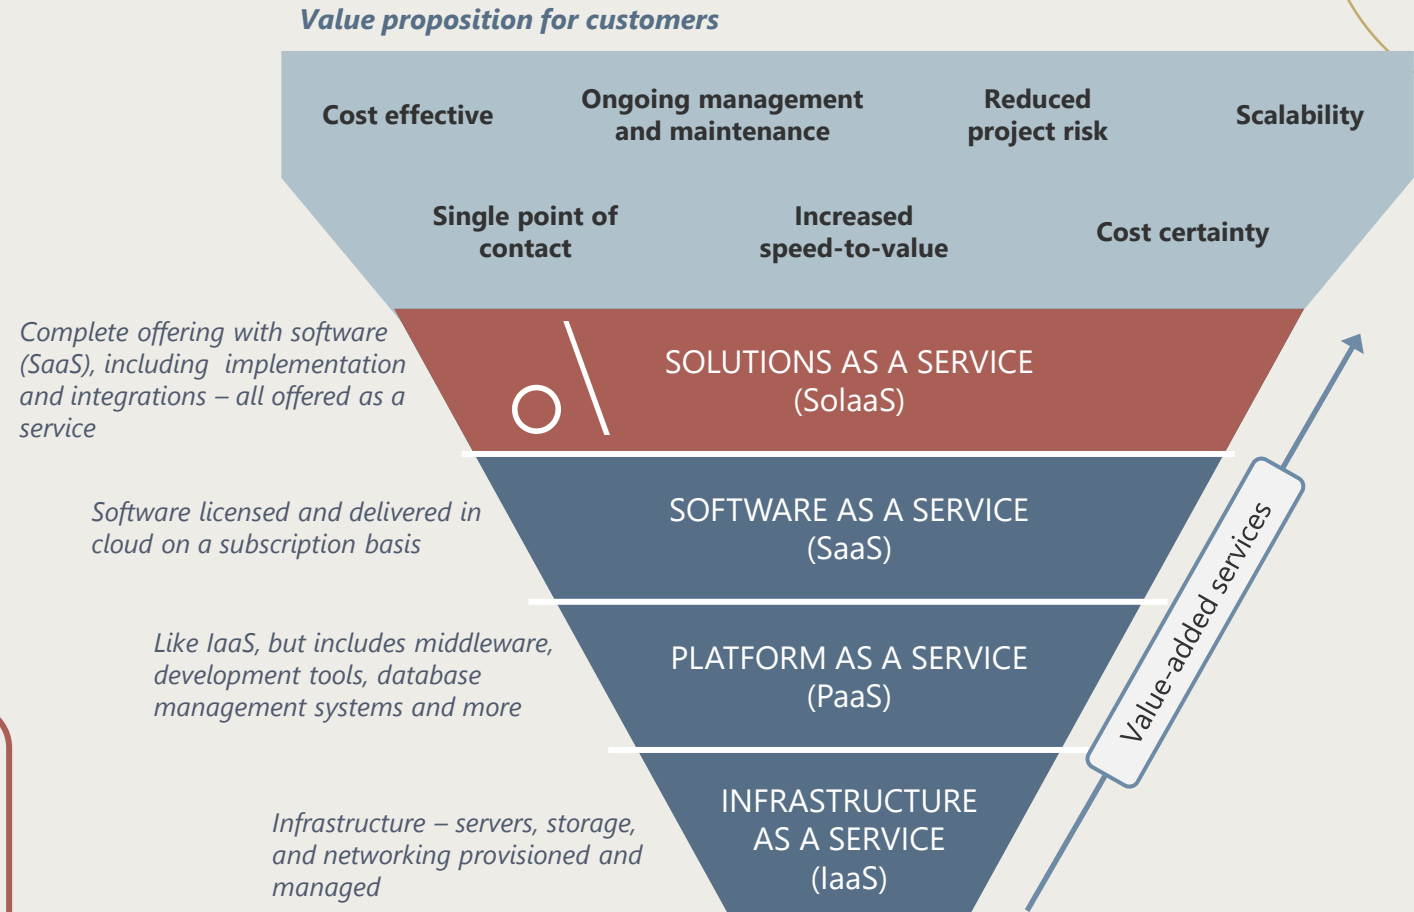 Value proposition for customers
Cost effective
Ongoing management
and maintenance
Reduced
project risk
Scalability
Single point of
contact
Increased
speed-to-value
Cost certainty
Complete offering with software
(SaaS), including implementation
and integrations – all offered as a
service
SOLUTIONS AS A SERVICE
(SolaaS)
Software licensed and delivered in
cloud on a subscription basis
SOFTWARE AS A SERVICE
(SaaS)
Like IaaS, but includes middleware,
development tools, database
management systems and more
PLATFORM AS A SERVICE
(PaaS)
Infrastructure – servers, storage,
and networking provisioned and
managed
INFRASTRUCTURE
AS A SERVICE
(IaaS)
Value-added services